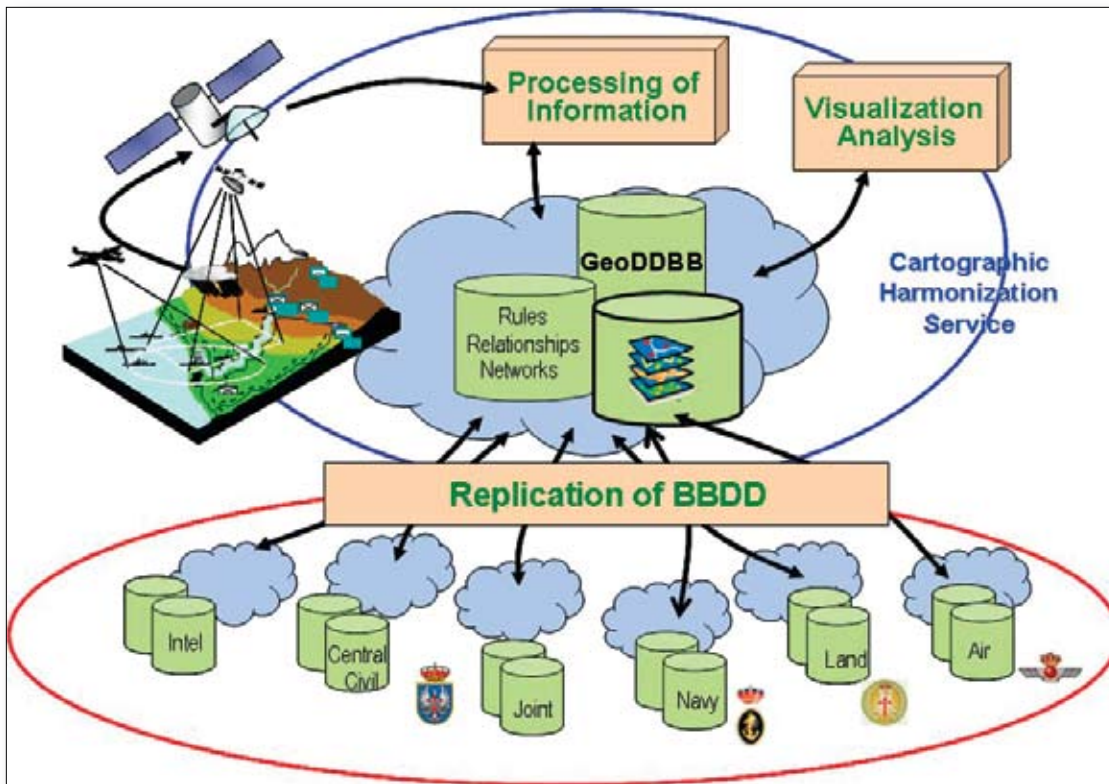 Processing of
Information
Visualization
Analysis
GeoDDBB
Rules
Relationships
Networks
Cartographic
Harmonization
Service
Replication of BBDD
Intel
Central
Civil
Joint
Navy
Land
Air